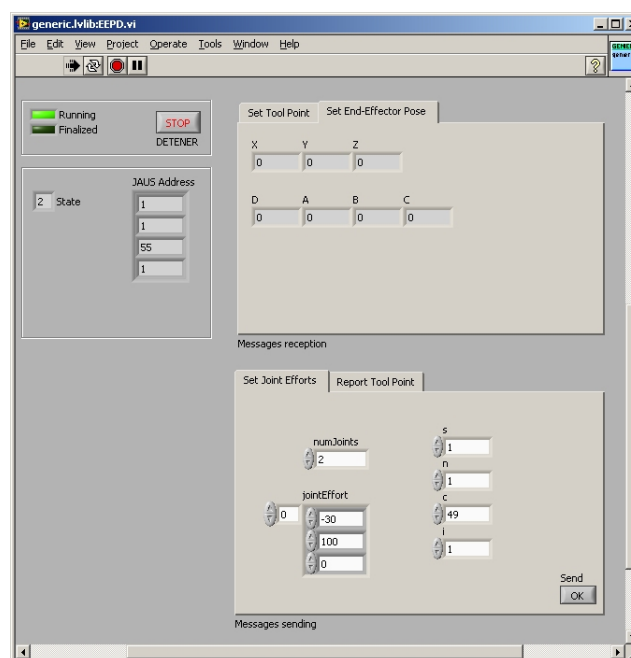 generic.lvlib:EEPD.vi
File Edit View Project Operate Tools Window Help
?
Running
Finalized
STOP
DETENER
JAUS Address
2 State
1
1
55
1
Set Tool Point Set End-Effector Pose
X Y Z
0 0 0
D A B C
0 0 0 0
Messages reception
Set Joint Efforts Report Tool Point
numJoints
2
jointEffort
0
-30
100
0
s
1
n
1
c
49
i
1
Send
OK
Messages sending